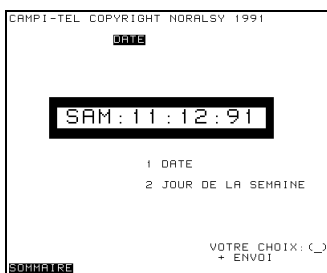 CAMPI-TEL COPYRIGHT NORALSY 1991
DATE
SAM:11:12:91
1 DATE
2 JOUR DE LA SEMAINE
VOTRE CHOIX:(_)
+ ENVOI
SOMMAIRE